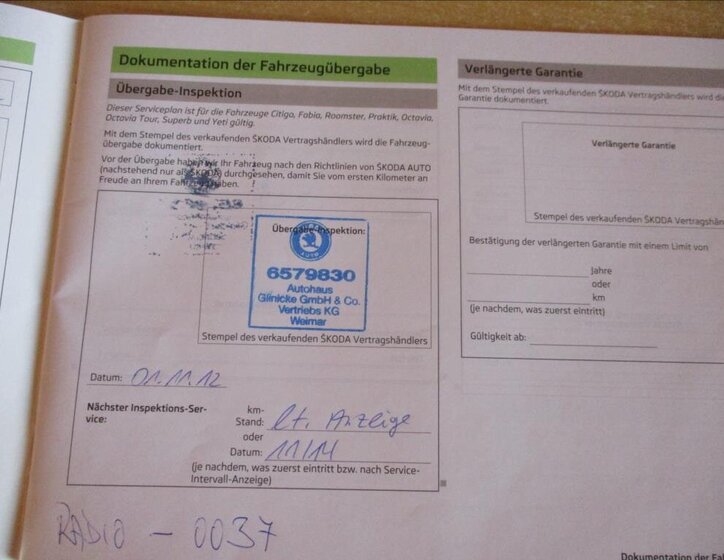 Dokumentation der Fahrzeugübergabe
Übergabe-Inspektion
Dieser Serviceplan ist für die Fahrzeuge Citigo, Fabia, Roomster, Praktik, Octavia,
Octavia Tour, Superb und Yeti gültig.
Mit dem Stempel des verkaufenden ŠKODA Vertragshändlers wird die Fahrzeug-
übergabe dokumentiert.
Vor der Übergabe haben wir Ihr Fahrzeug nach den Richtlinien von ŠKODA AUTO
(nachstehend nur als ŠKODA) durchgesehen, damit Sie vom ersten Kilometer an
Freude an Ihrem Fahrzeug haben.
Übergabe-Inspektion:
6579830
Autohaus
Glinicke GmbH & Co.
Vertriebs KG
Weimar
Stempel des verkaufenden ŠKODA Vertragshändlers
Datum: 01.11.12
Nächster Inspektions-Ser-
vice:
km-
Stand: lt. Anzeige
oder
Datum: 11/14
(je nachdem, was zuerst eintritt bzw. nach Service-
Intervall-Anzeige)
RADIO - 0037
Verlängerte Garantie
Mit dem Stempel des verkaufenden ŠKODA Vertragshändlers wird die
Garantie dokumentiert.
Verlängerte Garantie
Stempel des verkaufenden ŠKODA Vertragshän
Bestätigung der verlängerten Garantie mit einem Limit von
Jahre
oder
km
(je nachdem, was zuerst eintritt)
Gültigkeit ab:
Dokumentation der Fa